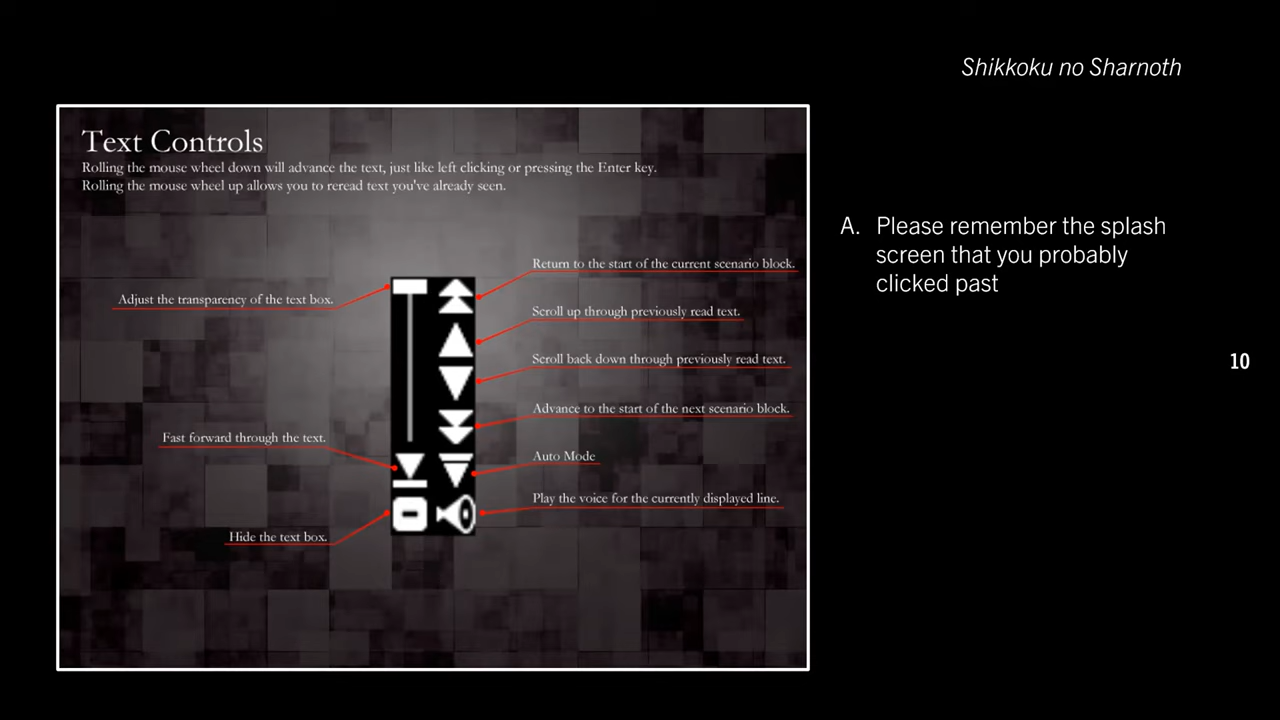 Shikkoku no Sharnoth
Text Controls
Rolling the mouse wheel down will advance the text, just like left clicking or pressing the Enter key.
Rolling the mouse wheel up allows you to reread text you've already seen.
Return to the start of the current scenario block.
Adjust the transparency of the text box.
Scroll up through previously read text.
Scroll back down through previously read text.
Advance to the start of the next scenario block.
Fast forward through the text.
Auto Mode
Play the voice for the currently displayed line.
Hide the text box.
A. Please remember the splash
screen that you probably
clicked past
10